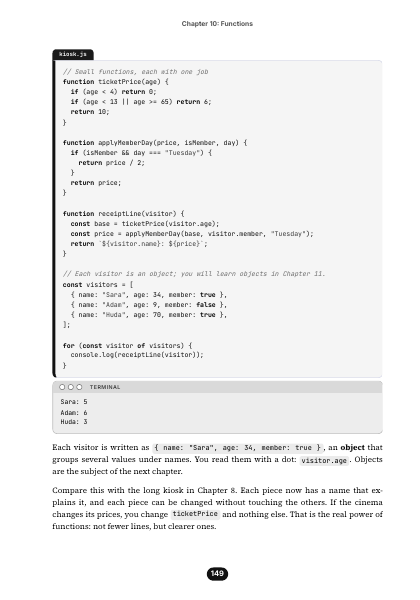 Chapter 10: Functions
kiosk.js
// Small functions, each with one job
function ticketPrice(age) {
  if (age < 4) return 0;
  if (age < 13 || age >= 65) return 6;
  return 10;
}
function applyMemberDay(price, isMember, day) {
  if (isMember && day === "Tuesday") {
    return price / 2;
  }
  return price;
}
function receiptLine(visitor) {
  const base = ticketPrice(visitor.age);
  const price = applyMemberDay(base, visitor.member, "Tuesday");
  return `${visitor.name}: ${price}`;
}
// Each visitor is an object; you will learn objects in Chapter 11.
const visitors = [
  { name: "Sara", age: 34, member: true },
  { name: "Adam", age: 9, member: false },
  { name: "Huda", age: 70, member: true },
];
for (const visitor of visitors) {
  console.log(receiptLine(visitor));
}
TERMINAL
Sara: 5
Adam: 6
Huda: 3
Each visitor is written as { name: "Sara", age: 34, member: true }, an object that
groups several values under names. You read them with a dot: visitor.age. Objects
are the subject of the next chapter.
Compare this with the long kiosk in Chapter 8. Each piece now has a name that ex-
plains it, and each piece can be changed without touching the others. If the cinema
changes its prices, you change ticketPrice and nothing else. That is the real power of
functions: not fewer lines, but clearer ones.
149